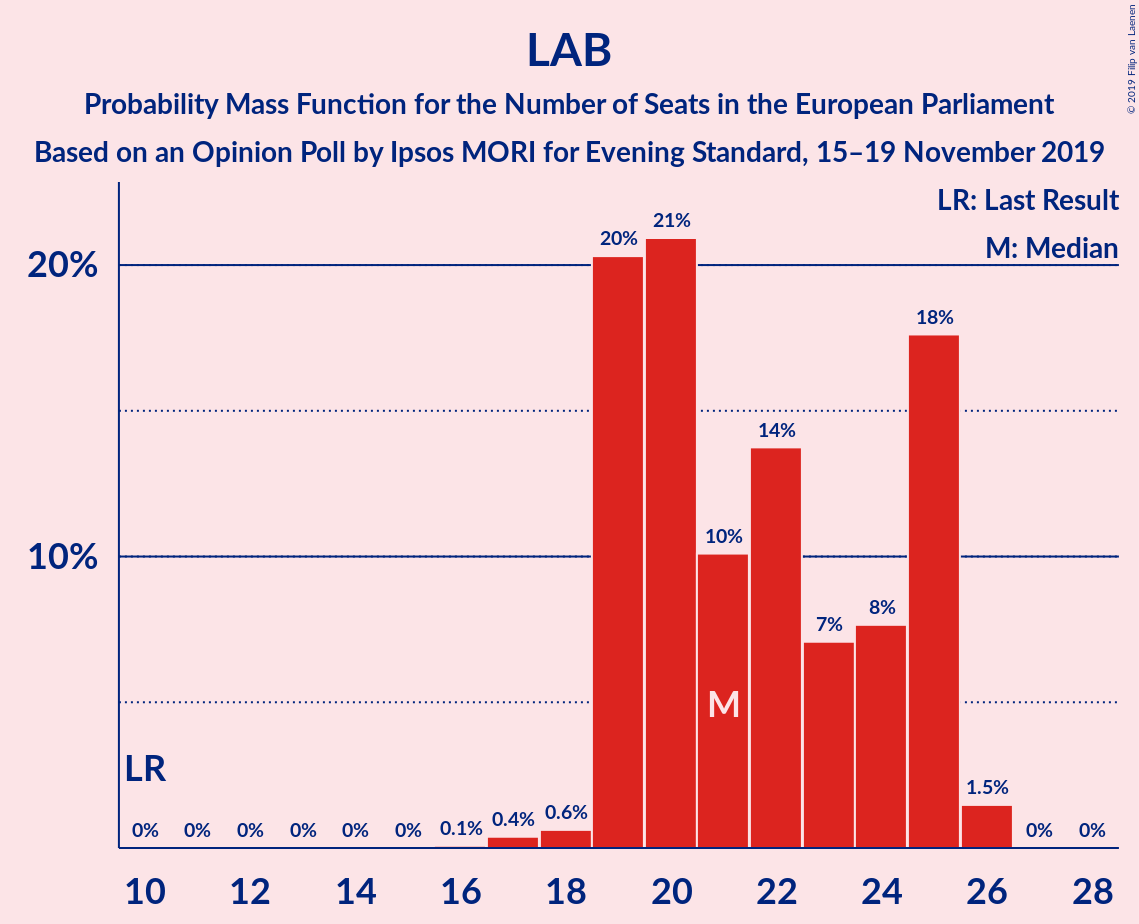 LAB
Probability Mass Function for the Number of Seats in the European Parliament
Based on an Opinion Poll by Ipsos MORI for Evening Standard, 15–19 November 2019
© 2019 Filip van Laenen
LR: Last Result
M: Median
20%
10%
0% 0% 0% 0% 0% 0% 0.1% 0.4% 0.6% 20% 21% 10% 14% 7% 8% 18% 1.5% 0% 0%
LR
M
10 12 14 16 18 20 22 24 26 28